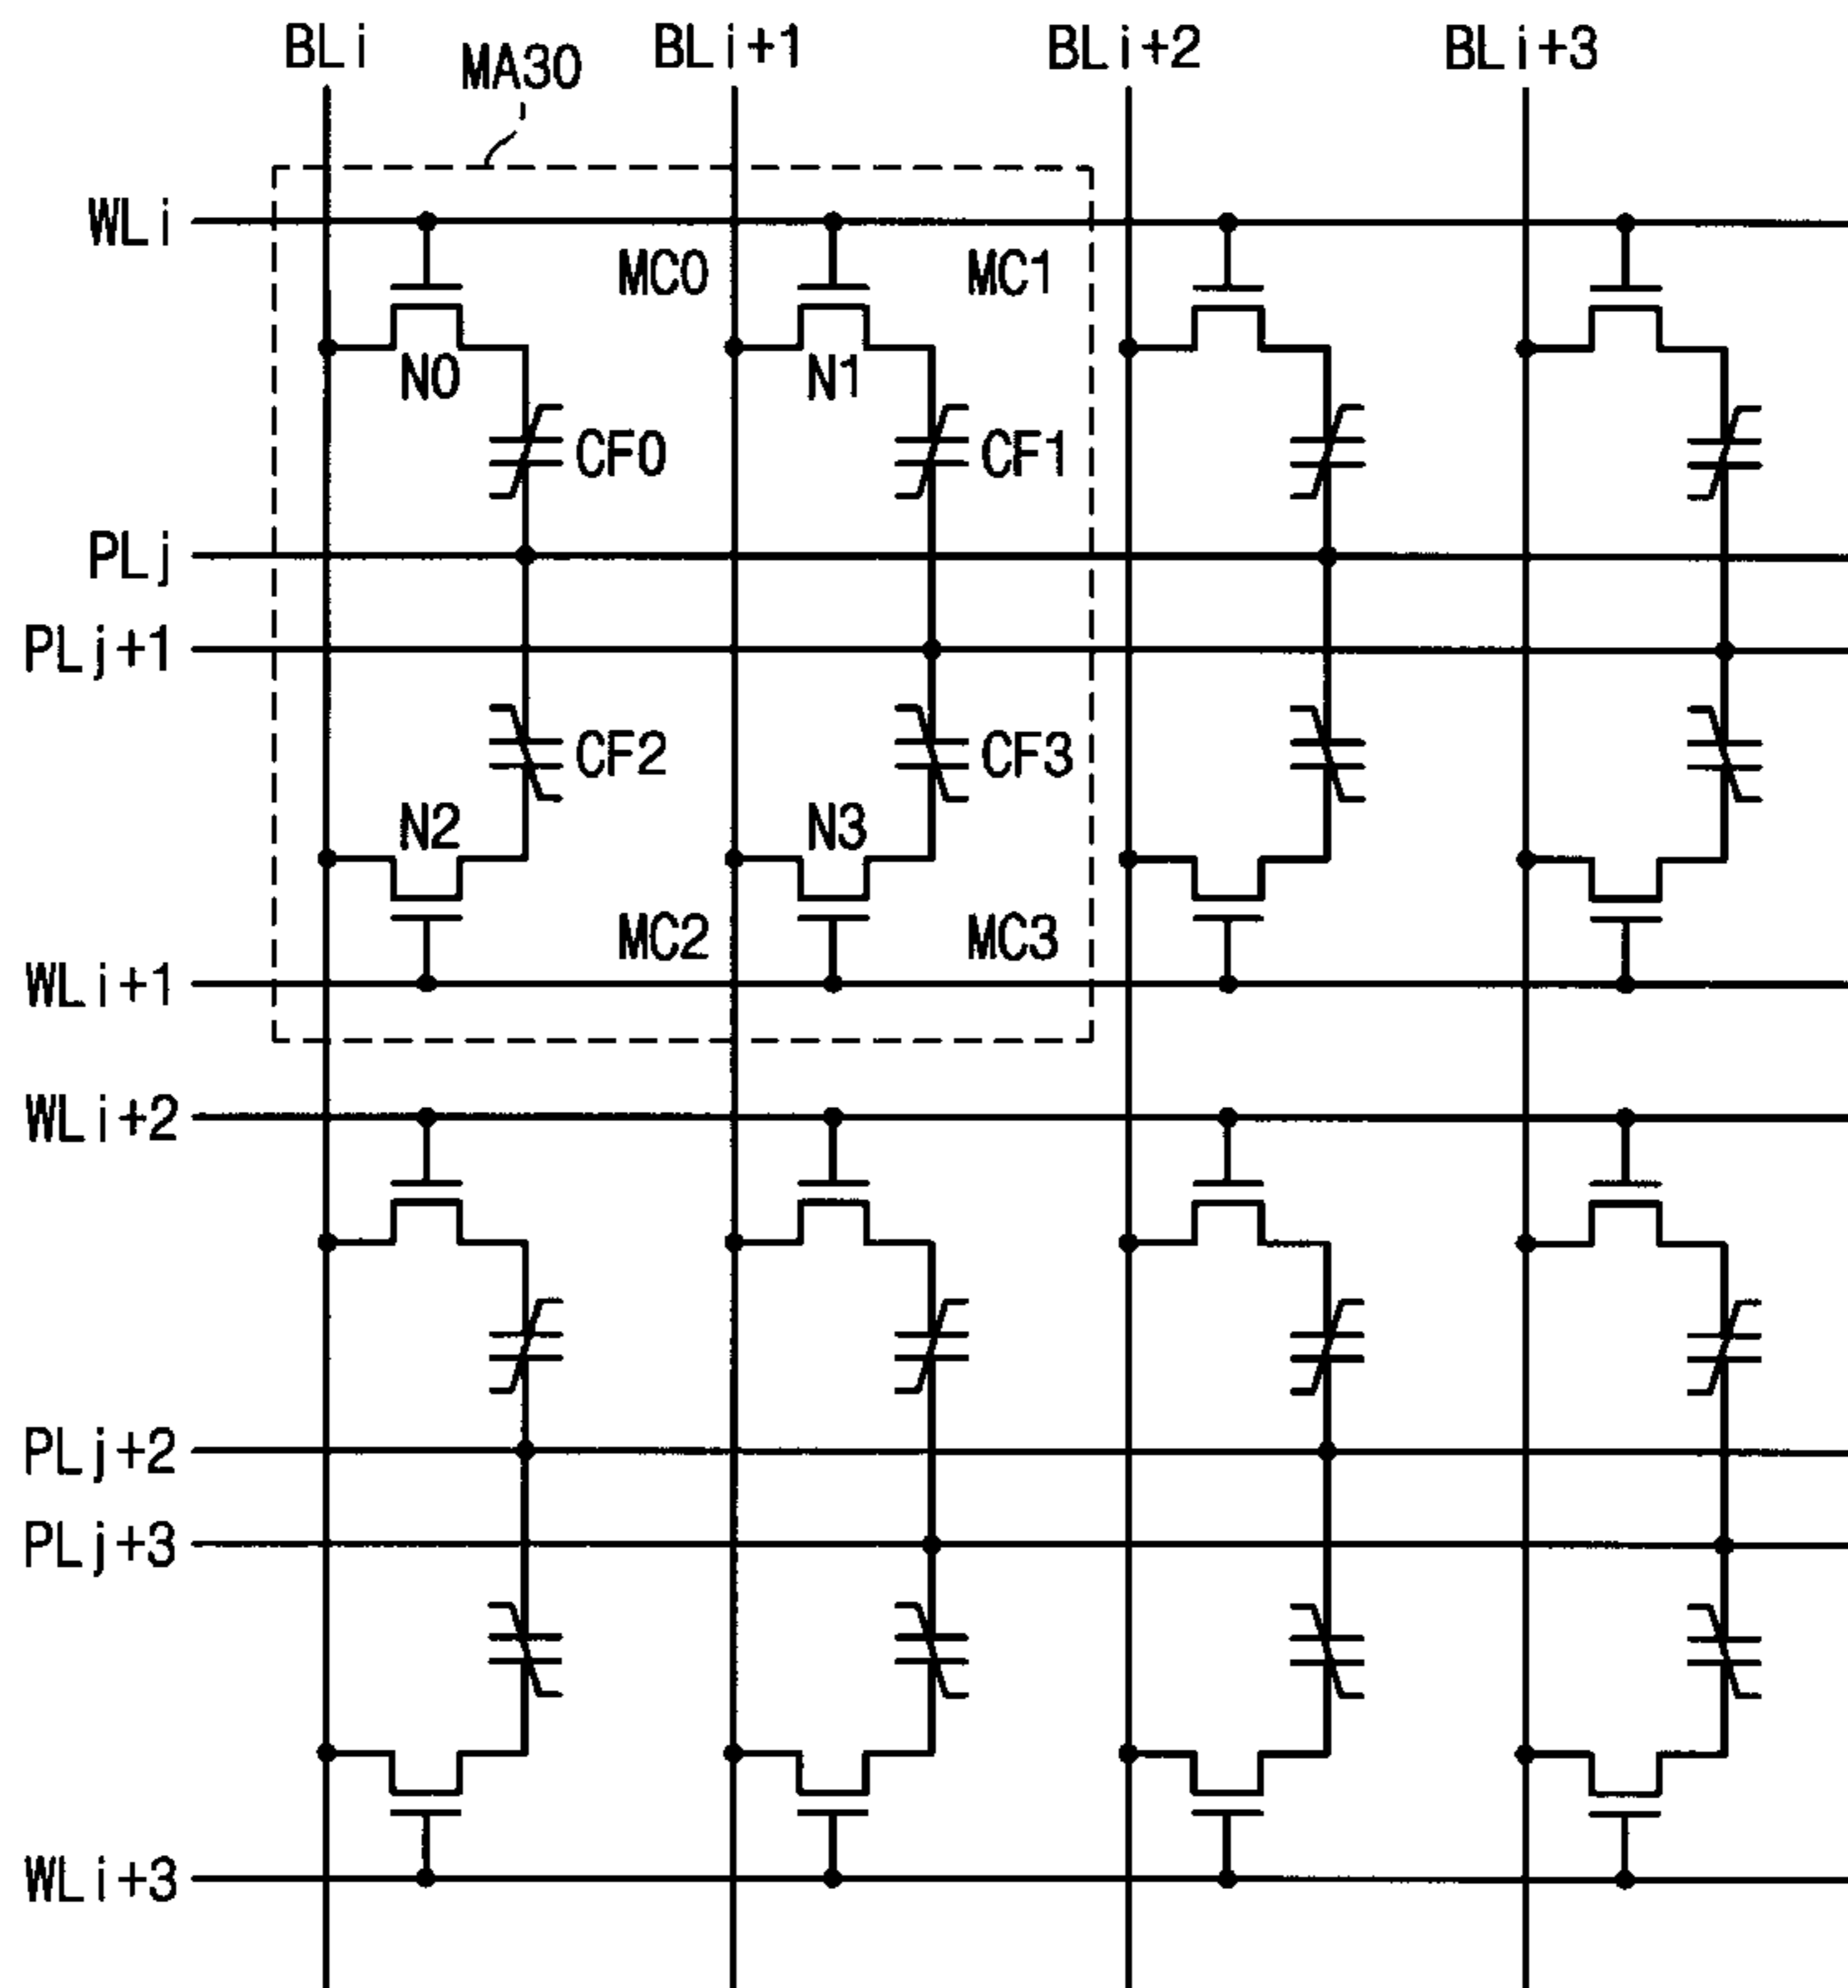 BLi
MA30
BLi+1
BLi+2
BLi+3
WLi
MC0
MC1
N0
N1
CF0
CF1
PLj
PLj+1
CF2
CF3
N2
N3
MC2
MC3
WLi+1
WLi+2
PLj+2
PLj+3
WLi+3